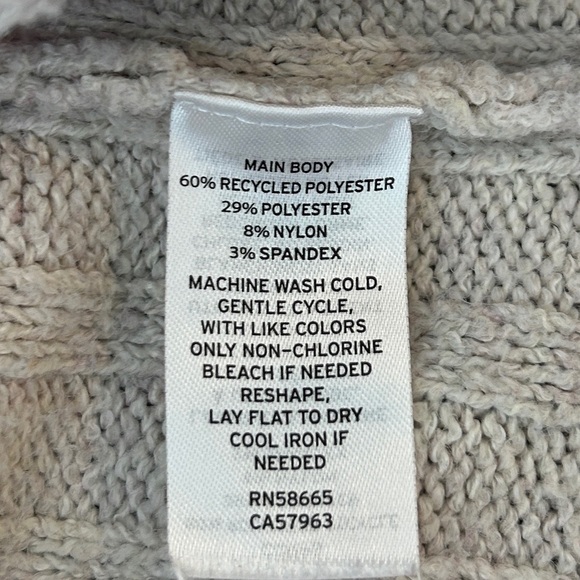 MAIN BODY
60% RECYCLED POLYESTER
29% POLYESTER
8% NYLON
3% SPANDEX
MACHINE WASH COLD,
GENTLE CYCLE,
WITH LIKE COLORS
ONLY NON-CHLORINE
BLEACH IF NEEDED
RESHAPE,
LAY FLAT TO DRY
COOL IRON IF
NEEDED
RN58665
CA57963